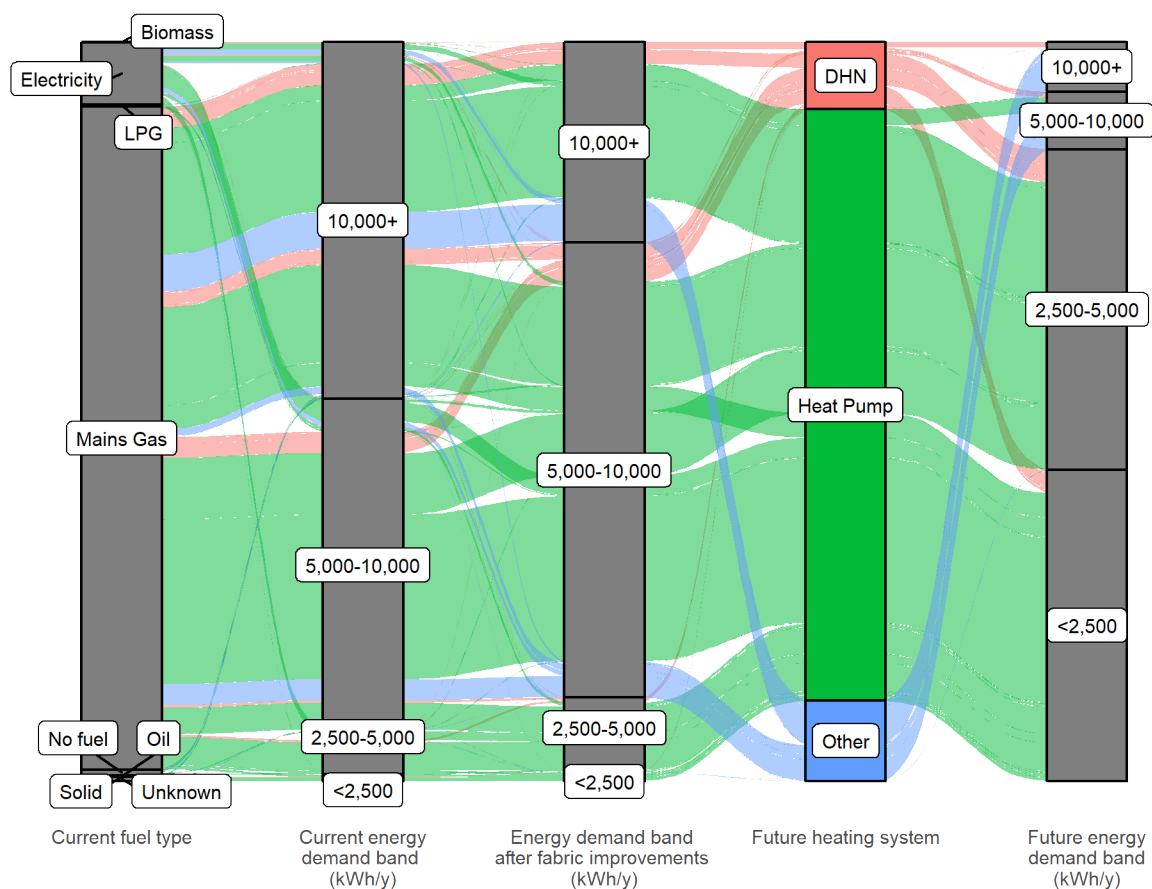 Biomass
Electricity
LPG
Mains Gas
No fuel
Oil
Solid
Unknown
10,000+
5,000-10,000
2,500-5,000
<2,500
10,000+
5,000-10,000
2,500-5,000
<2,500
DHN
Heat Pump
Other
10,000+
5,000-10,000
2,500-5,000
<2,500
Current fuel type
Current energy
demand band
(kWh/y)
Energy demand band
after fabric improvements
(kWh/y)
Future heating system
Future energy
demand band
(kWh/y)